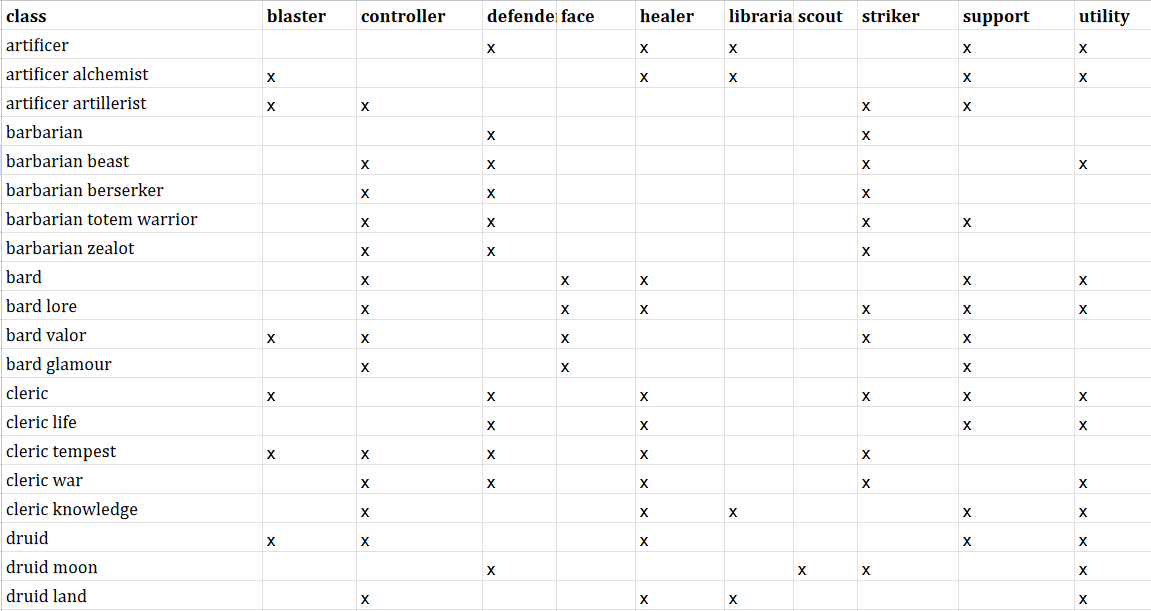 class blaster controller defende face healer libraria scout striker support utility
artificer x x x x x
artificer alchemist x x x x x
artificer artillerist x x x x
barbarian x x
barbarian beast x x x x
barbarian berserker x x x
barbarian totem warrior x x x x
barbarian zealot x x x
bard x x x x x
bard lore x x x x x x
bard valor x x x x x
bard glamour x x x
cleric x x x x x x
cleric life x x x x
cleric tempest x x x x x
cleric war x x x x x
cleric knowledge x x x x x
druid x x x x x
druid moon x x x x
druid land x x x x